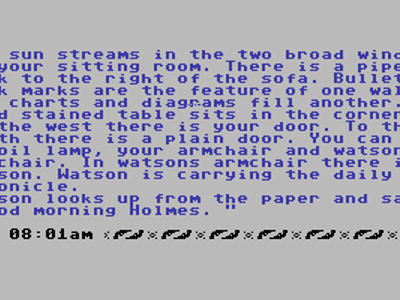 sun streams in the two broad wind
your sitting room. There is a pipe
k to the right of the sofa. Bullet
k marks are the feature of one wal
charts and diagrams fill another.
d stained table sits in the corner
the west there is your door. To th
th there is a plain door. You can
oil lamp, your armchair and watson
chair. In watsons armchair there i
son. Watson is carrying the daily
onicle.
son looks up from the paper and sa
od morning Holmes. "
08:01am